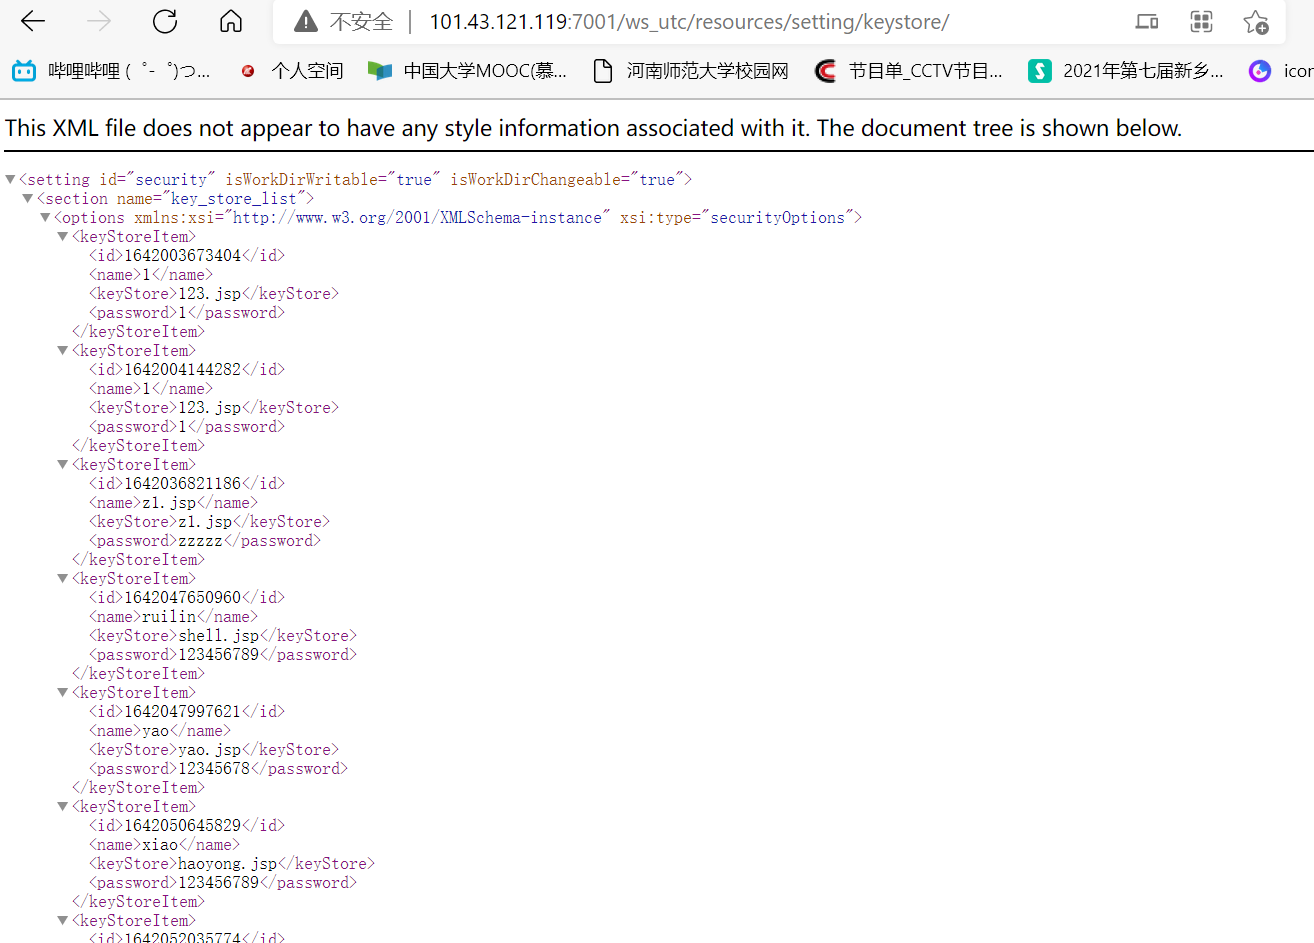 不安全 | 101.43.121.119:7001/ws_utc/resources/setting/keystore/
哔哩哔哩 ( ゜- ゜)つ... 个人空间 中国大学MOOC(慕... 河南师范大学校园网 节目单_CCTV节目... 2021年第七届新乡... icor
This XML file does not appear to have any style information associated with it. The document tree is shown below.
▼<setting id="security" isWorkDirWritable="true" isWorkDirChangeable="true">
▼<section name="key_store_list">
▼<options xmlns:xsi="http://www.w3.org/2001/XMLSchema-instance" xsi:type="securityOptions">
▼<keyStoreItem>
<id>1642003673404</id>
<name>1</name>
<keyStore>123.jsp</keyStore>
<password>1</password>
</keyStoreItem>
▼<keyStoreItem>
<id>1642004144282</id>
<name>1</name>
<keyStore>123.jsp</keyStore>
<password>1</password>
</keyStoreItem>
▼<keyStoreItem>
<id>1642036821186</id>
<name>z1.jsp</name>
<keyStore>z1.jsp</keyStore>
<password>zzzzz</password>
</keyStoreItem>
▼<keyStoreItem>
<id>1642047650960</id>
<name>ruilin</name>
<keyStore>shell.jsp</keyStore>
<password>123456789</password>
</keyStoreItem>
▼<keyStoreItem>
<id>1642047997621</id>
<name>yao</name>
<keyStore>yao.jsp</keyStore>
<password>12345678</password>
</keyStoreItem>
▼<keyStoreItem>
<id>1642050645829</id>
<name>xiao</name>
<keyStore>haoyong.jsp</keyStore>
<password>123456789</password>
</keyStoreItem>
▼<keyStoreItem>
<id>1642052035774</id>